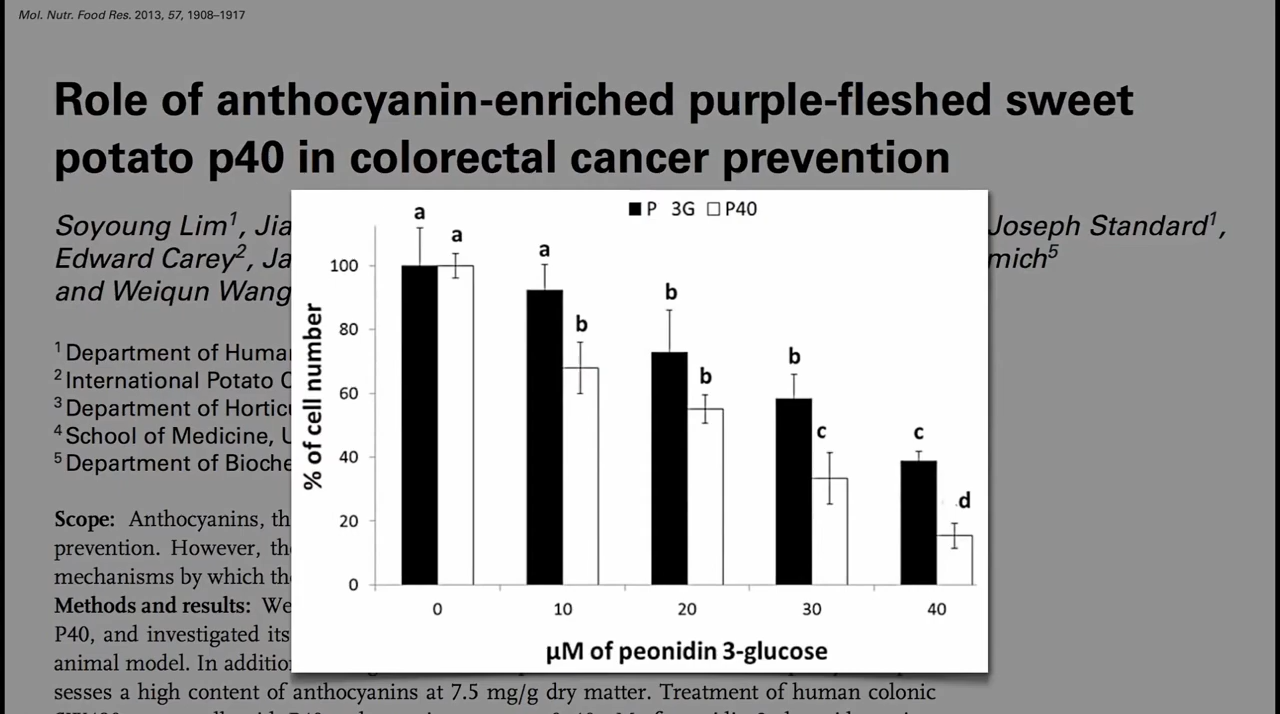 Mol. Nutr. Food Res. 2013, 57, 1908–1917
Role of anthocyanin-enriched purple-fleshed sweet
potato p40 in colorectal cancer prevention
Soyoung Lim1, Jia
Joseph Standard1,
Edward Carey2, Ja
mich5
and Weiqun Wang
1 Department of Huma
2 International Potato C
3 Department of Horticu
4 School of Medicine, U
5 Department of Bioche
Scope: Anthocyanins, th
prevention. However, the
mechanisms by which the
Methods and results: We
P40, and investigated its
animal model. In addition
sesses a high content of anthocyanins at 7.5 mg/g dry matter. Treatment of human colonic
P 3G P40
a
a a
b
b
b
b
c
c
d
% of cell number
100
80
60
40
20
0
0 10 20 30 40
µM of peonidin 3-glucose